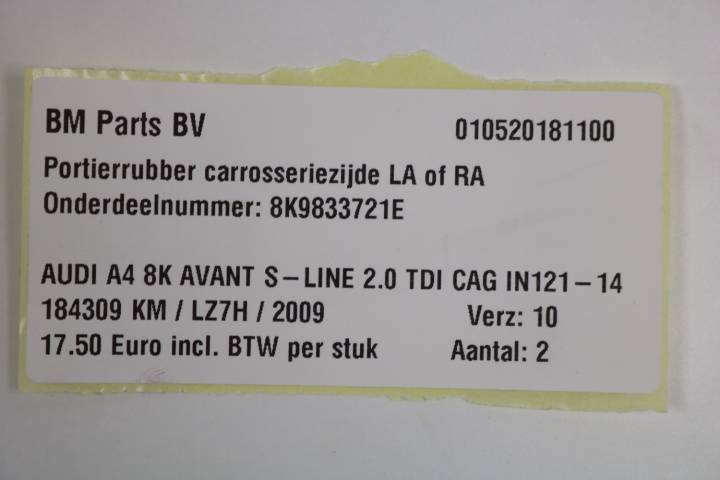 BM Parts BV 010520181100
Portierrubber carrosseriezijde LA of RA
Onderdeelnummer: 8K9833721E
AUDI A4 8K AVANT S-LINE 2.0 TDI CAG IN121-14
184309 KM / LZ7H / 2009 Verz: 10
17.50 Euro incl. BTW per stuk Aantal: 2